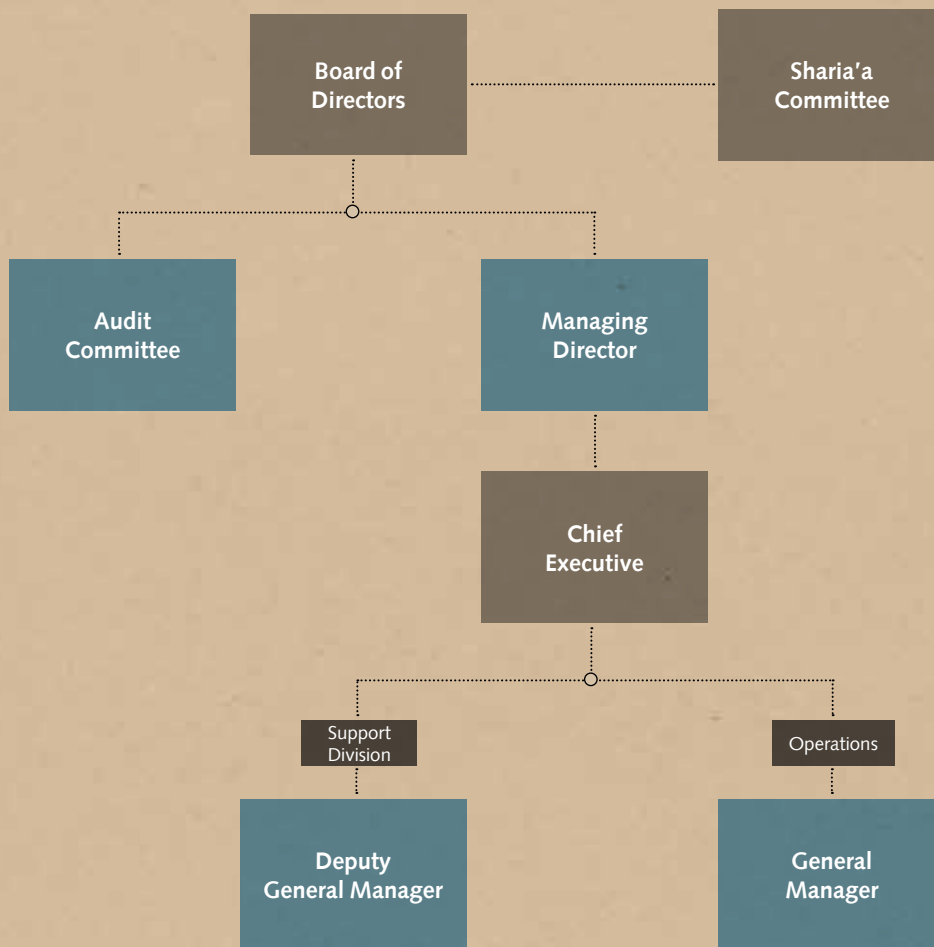 Board of
Directors
Sharia'a
Committee
Audit
Committee
Managing
Director
Chief
Executive
Support
Division
Operations
Deputy
General Manager
General
Manager